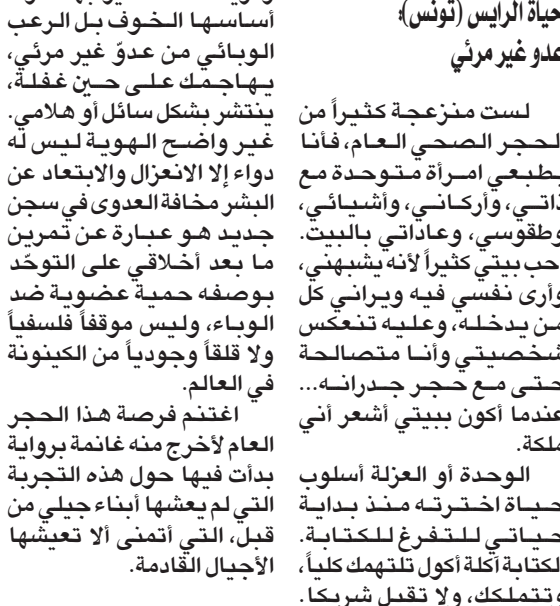 حياة الرايس (تونس):
عدو غير مرئي
لست منزعجة كثيراً من
لحجر الصحي العام، فأنا
بطبعي امرأة متوحدة مع
ذاتي، وأركاني، وأشيائي،
وطقوسي، وعاداتي بالبيت.
حب بيتي كثيراً لأنه يشبهني،
وأرى نفسي فيه ويراني كل
من يدخله، وعليه تنعكس
شخصيتي وأنا متصالحة
حتى مع حجر جدرانه...
عندما أكون ببيتي أشعر أني
ملكة.
الوحدة أو العزلة أسلوب
حياة اخترته منذ بداية
حياتي للتفرغ للكتابة.
لكتابة آكلة أكول تلتهمك كلياً،
وتتملكك، ولا تقبل شريكا.
أساسها الخوف بل الرعب
الوبائي من عدوّ غير مرئي،
يهاجمك على حين غفلة،
ينتشر بشكل سائل أو هلامي.
غير واضح الهوية ليس له
دواء إلا الانعزال والابتعاد عن
البشر مخافة العدوى في سجن
جديد هو عبارة عن تمرين
ما بعد أخلاقي على التوحّد
بوصفه حمية عضوية ضد
الوباء، وليس موقفاً فلسفياً
ولا قلقاً وجودياً من الكينونة
في العالم.
اغتنم فرصة هذا الحجر
العام لأخرج منه غانمة برواية
بدأت فيها حول هذه التجربة
التي لم يعشها أبناء جيلي من
قبل، التي أتمنى ألا تعيشها
الأجيال القادمة.